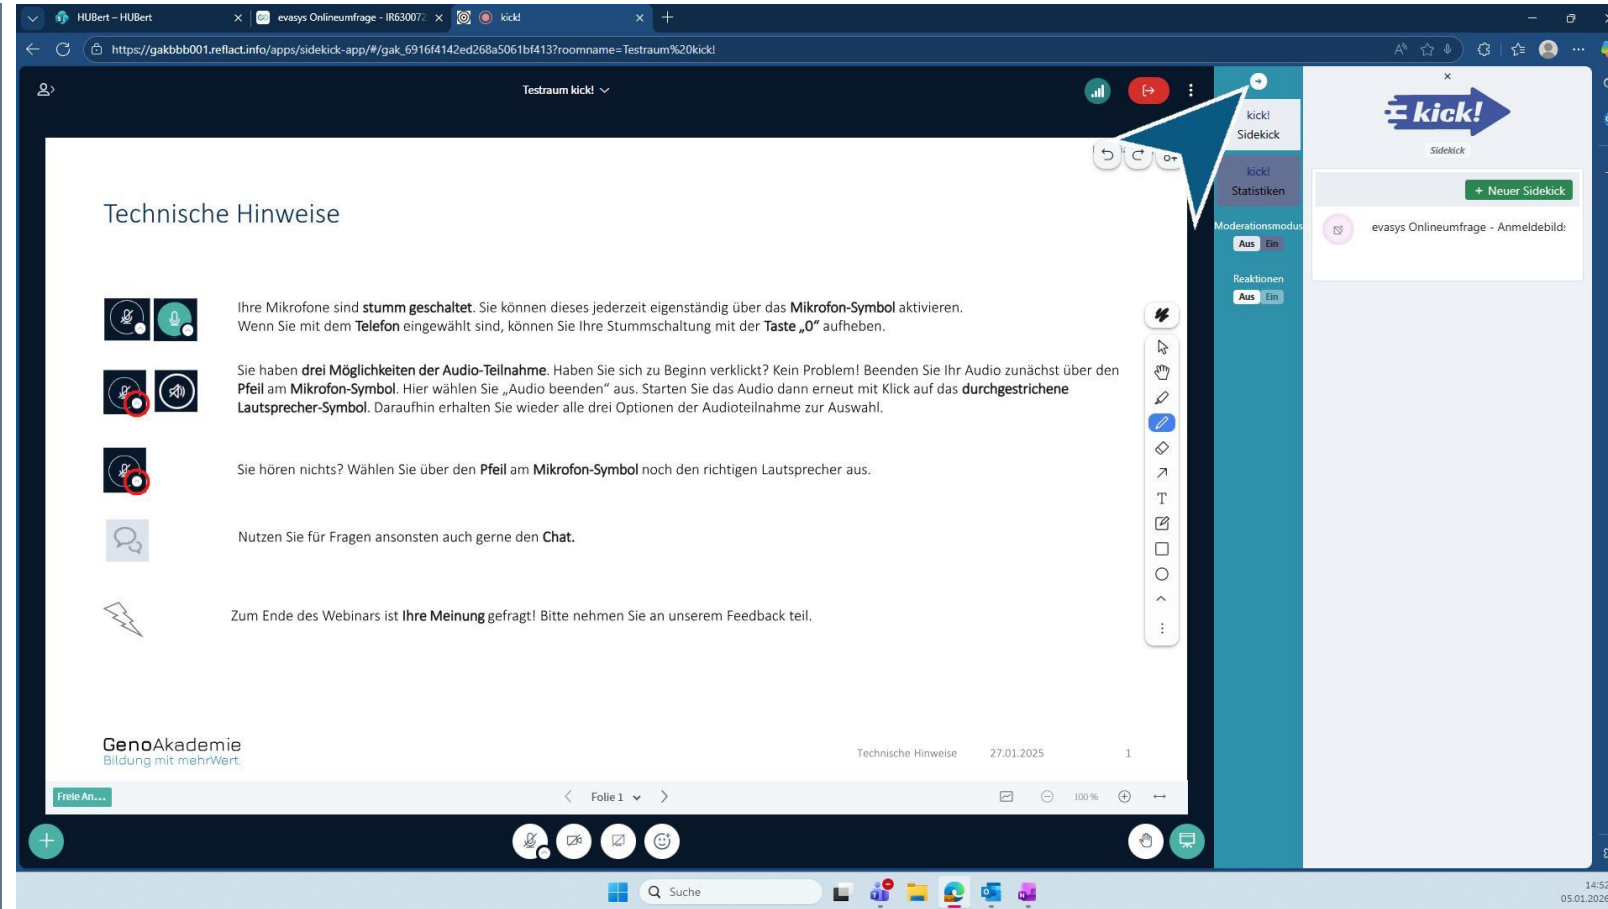 HUBert – HUBert
evasys Onlineumfrage - IR630072
kick!
https://gakbbb001.reflact.info/apps/sidekick-app/#/gak_6916f4142ed268a5061bf413?roomname=Testraum%20kick!
Testraum kick!
kick!
Sidekick
kick!
Statistiken
Moderationsmodus
Aus Ein
Reaktionen
Aus Ein
kick!
Sidekick
+ Neuer Sidekick
evasys Onlineumfrage - Anmeldebild:
Technische Hinweise
Ihre Mikrofone sind stumm geschaltet. Sie können dieses jederzeit eigenständig über das Mikrofon-Symbol aktivieren.
Wenn Sie mit dem Telefon eingewählt sind, können Sie Ihre Stummschaltung mit der Taste „0“ aufheben.
Sie haben drei Möglichkeiten der Audio-Teilnahme. Haben Sie sich zu Beginn verklickt? Kein Problem! Beenden Sie Ihr Audio zunächst über den
Pfeil am Mikrofon-Symbol. Hier wählen Sie „Audio beenden“ aus. Starten Sie das Audio dann erneut mit Klick auf das durchgestrichene
Lautsprecher-Symbol. Daraufhin erhalten Sie wieder alle drei Optionen der Audioteilnahme zur Auswahl.
Sie hören nichts? Wählen Sie über den Pfeil am Mikrofon-Symbol noch den richtigen Lautsprecher aus.
Nutzen Sie für Fragen ansonsten auch gerne den Chat.
Zum Ende des Webinars ist Ihre Meinung gefragt! Bitte nehmen Sie an unserem Feedback teil.
GenoAkademie
Bildung mit mehrWert.
Technische Hinweise 27.01.2025 1
Freie An...
Folie 1
100 %
Suche
14:52
05.01.2026